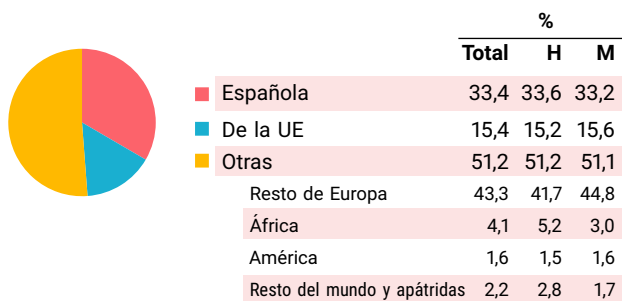 %
Total H M
Española 33,4 33,6 33,2
De la UE 15,4 15,2 15,6
Otras 51,2 51,2 51,1
Resto de Europa 43,3 41,7 44,8
África 4,1 5,2 3,0
América 1,6 1,5 1,6
Resto del mundo y apátridas 2,2 2,8 1,7